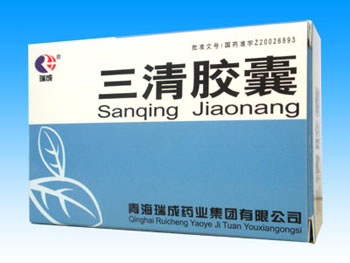 批准文号：国药准字Z20026893
瑞成®
三清胶囊
Sanqing Jiaonang
青海瑞成药业集团有限公司
Qinghai Ruicheng Yaoye Ji Tuan Youxiangongsi